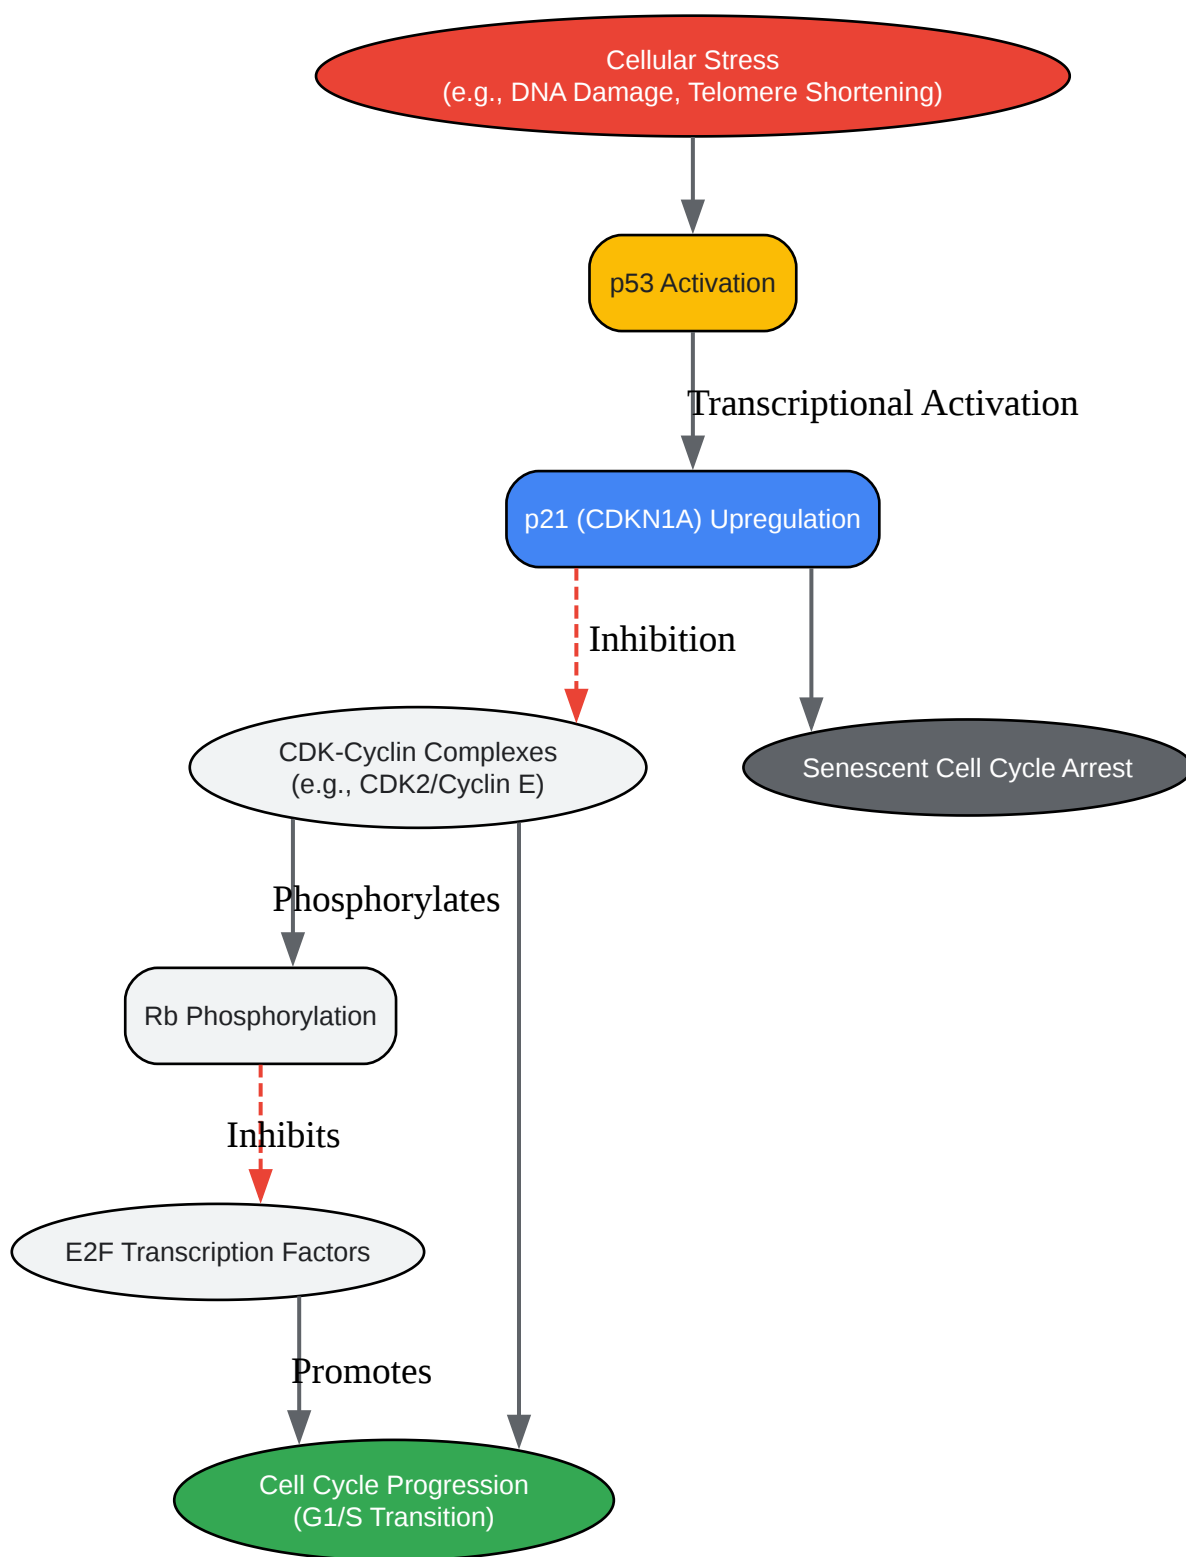 Cellular Stress
(e.g., DNA Damage, Telomere Shortening)
p53 Activation
Transcriptional Activation
p21 (CDKN1A) Upregulation
Inhibition
CDK-Cyclin Complexes
(e.g., CDK2/Cyclin E)
Senescent Cell Cycle Arrest
Phosphorylates
Rb Phosphorylation
Inhibits
E2F Transcription Factors
Promotes
Cell Cycle Progression
(G1/S Transition)